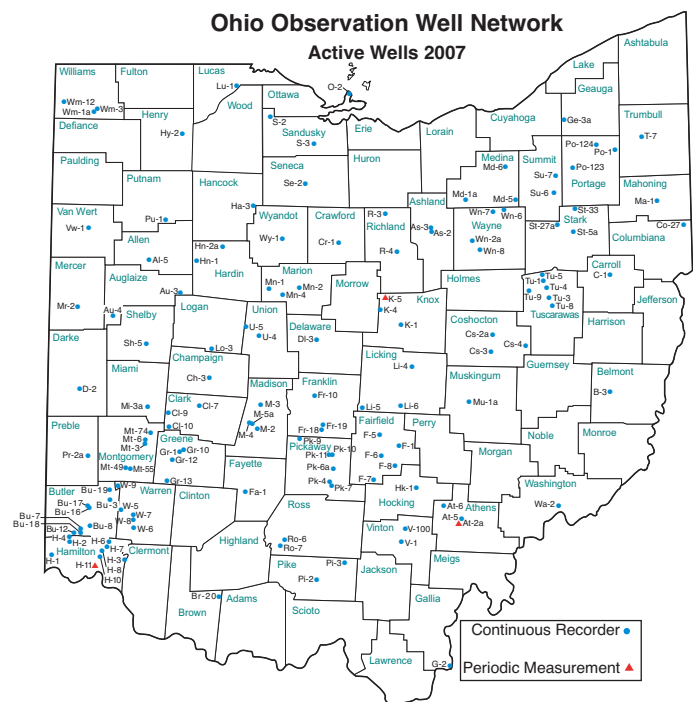 Ohio Observation Well Network
Active Wells 2007
Ashtabula
Lake
Geauga
Williams
Fulton
Lucas
Lu-1
Wood
Ottawa
O-2
Wm-12
Wm-3
Wm-1a
Henry
Hy-2
S-2
Sandusky
S-3
Erie
Lorain
Cuyahoga
Ge-3a
Trumbull
T-7
Defiance
Paulding
Putnam
Hancock
Seneca
Se-2
Huron
Medina
Md-6
Summit
Su-7
Su-6
Po-124
Po-1
Po-123
Portage
Mahoning
Ma-1
Van Wert
Vw-1
Pu-1
Ha-3
Wyandot
Wy-1
Crawford
Cr-1
R-3
Richland
R-4
Ashland
As-3
As-2
Md-1a
Md-5
Wn-7
Wn-6
Wayne
Wn-2a
Wn-8
St-33
Stark
St-27a
St-5a
Co-27
Columbiana
Allen
Al-5
Hn-2a
Hn-1
Hardin
Marion
Mn-1
Mn-2
Mn-4
Morrow
Holmes
Carroll
C-1
Tu-5
Tu-1
Tu-4
Tu-9
Tu-3
Tu-8
Tuscarawas
Jefferson
Harrison
Mercer
Mr-2
Auglaize
Au-3
Au-4
Shelby
Sh-5
Logan
Lo-3
Union
U-5
U-4
Delaware
Dl-3
K-5
K-4
Knox
K-1
Coshocton
Cs-2a
Cs-3
Cs-4
Guernsey
Belmont
B-3
Darke
D-2
Miami
Mi-3a
Champaign
Ch-3
Clark
Cl-7
Cl-9
Cl-10
Madison
M-3
M-5a
M-4
M-2
Franklin
Fr-10
Fr-19
Fr-18
Licking
Li-4
Li-5
Li-6
Muskingum
Mu-1a
Noble
Monroe
Preble
Pr-2a
Mt-74
Mt-6
Mt-3
Montgomery
Mt-49
Mt-55
Greene
Gr-1
Gr-10
Gr-12
Gr-13
Fayette
Fa-1
Pk-9
Pickaway
Pk-10
Pk-11
Pk-6a
Pk-4
Pk-7
Fairfield
F-5
F-1
F-6
F-8
F-7
Perry
Morgan
Washington
Wa-2
Butler
Bu-19
W-9
Bu-17
Bu-3
Bu-16
Bu-7
Bu-18
Bu-12
Bu-8
Warren
W-5
W-7
W-8
W-6
Clinton
Ross
Ro-6
Ro-7
Hocking
Hk-1
At-6
Athens
At-5
At-2a
H-4
H-2
H-6
Hamilton
H-7
H-1
H-3
H-11
H-8
H-10
Clermont
Highland
Vinton
V-100
V-1
Meigs
Brown
Br-20
Adams
Pike
Pi-3
Pi-2
Scioto
Jackson
Gallia
Lawrence
G-2
Continuous Recorder
Periodic Measurement